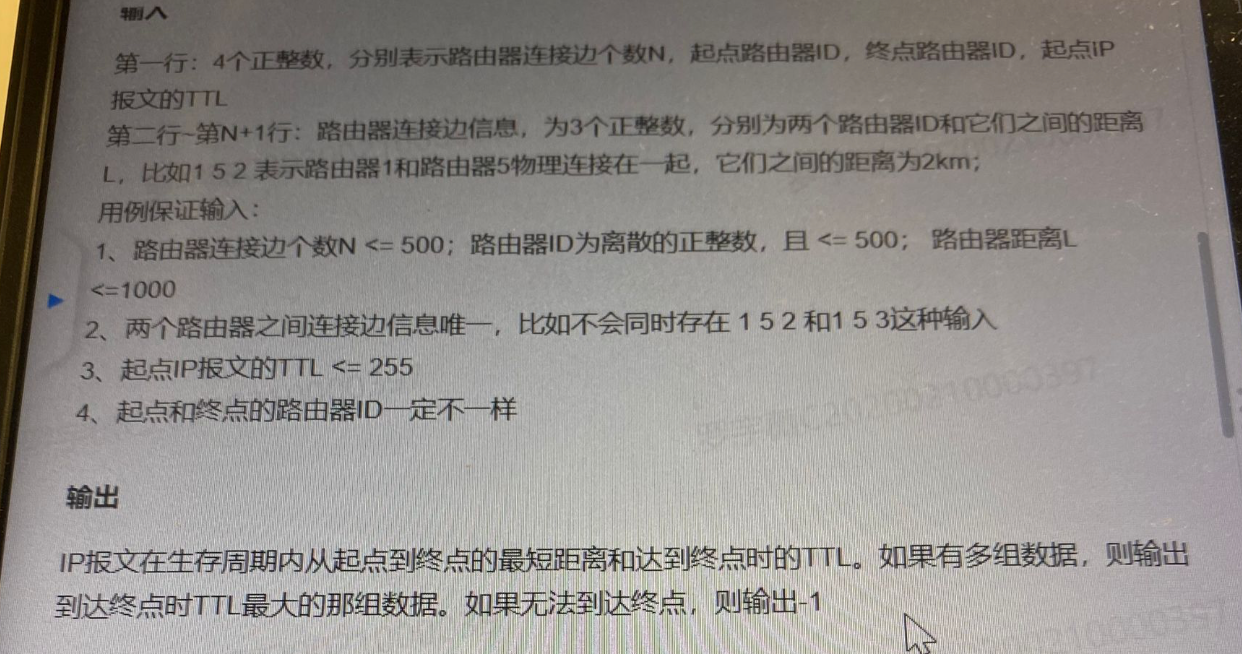 输入
第一行：4个正整数，分别表示路由器连接边个数N，起点路由器ID，终点路由器ID，起点IP
报文的TTL
第二行~第N+1行：路由器连接边信息，为3个正整数，分别为两个路由器ID和它们之间的距离
L，比如1 5 2 表示路由器1和路由器5物理连接在一起，它们之间的距离为2km；
用例保证输入：
1、路由器连接边个数N <= 500；路由器ID为离散的正整数，且 <= 500； 路由器距离L
<=1000
2、两个路由器之间连接边信息唯一，比如不会同时存在 1 5 2 和1 5 3这种输入
3、起点IP报文的TTL <= 255
4、起点和终点的路由器ID一定不一样
输出
IP报文在生存周期内从起点到终点的最短距离和达到终点时的TTL。如果有多组数据，则输出
到达终点时TTL最大的那组数据。如果无法到达终点，则输出-1